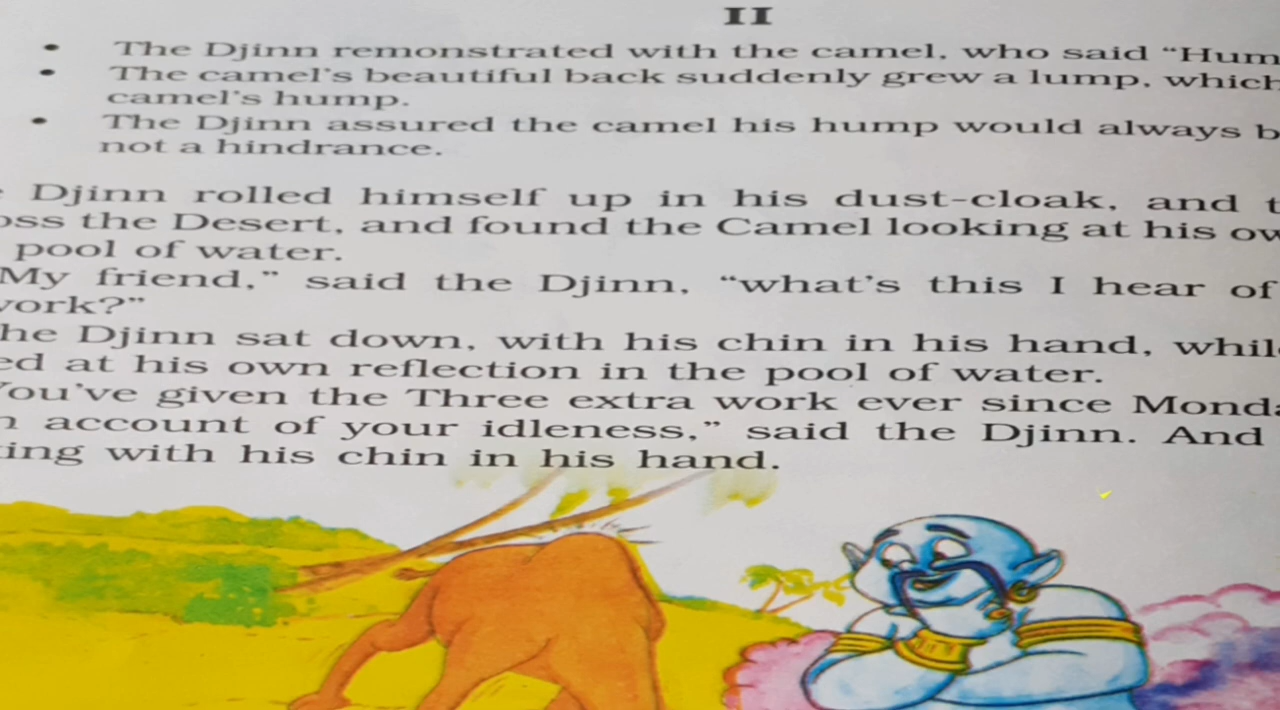 II
• The Djinn remonstrated with the camel, who said “Hum
• The camel’s beautiful back suddenly grew a lump, which
camel’s hump.
• The Djinn assured the camel his hump would always b
not a hindrance.
Djinn rolled himself up in his dust-cloak, and t
oss the Desert, and found the Camel looking at his ow
pool of water.
My friend,” said the Djinn, “what’s this I hear of
work?”
he Djinn sat down, with his chin in his hand, while
ed at his own reflection in the pool of water.
You’ve given the Three extra work ever since Monda
n account of your idleness,” said the Djinn. And
ing with his chin in his hand.